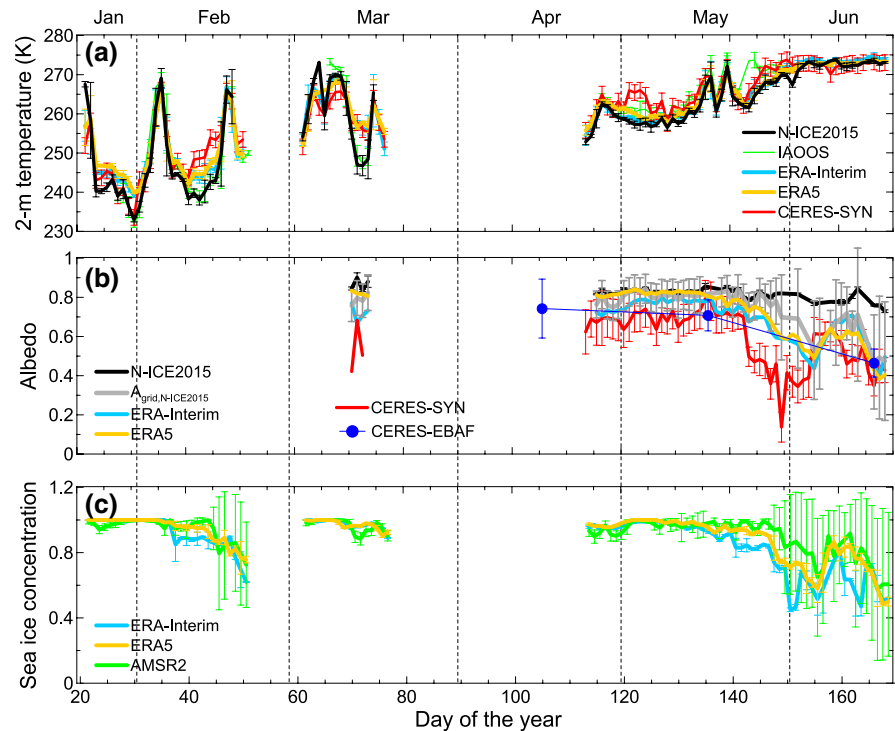 Jan Feb Mar Apr May Jun
280
270
260
250
240
230
2-m temperature (K)
(a)
N-ICE2015
IAOOS
ERA-Interim
ERA5
CERES-SYN
1
0.8
0.6
0.4
0.2
0
Albedo
(b)
N-ICE2015
Agrid,N-ICE2015
ERA-Interim
ERA5
CERES-SYN
CERES-EBAF
1.2
0.8
0.4
0
Sea ice concentration
(c)
ERA-Interim
ERA5
AMSR2
20 40 60 80 100 120 140 160
Day of the year